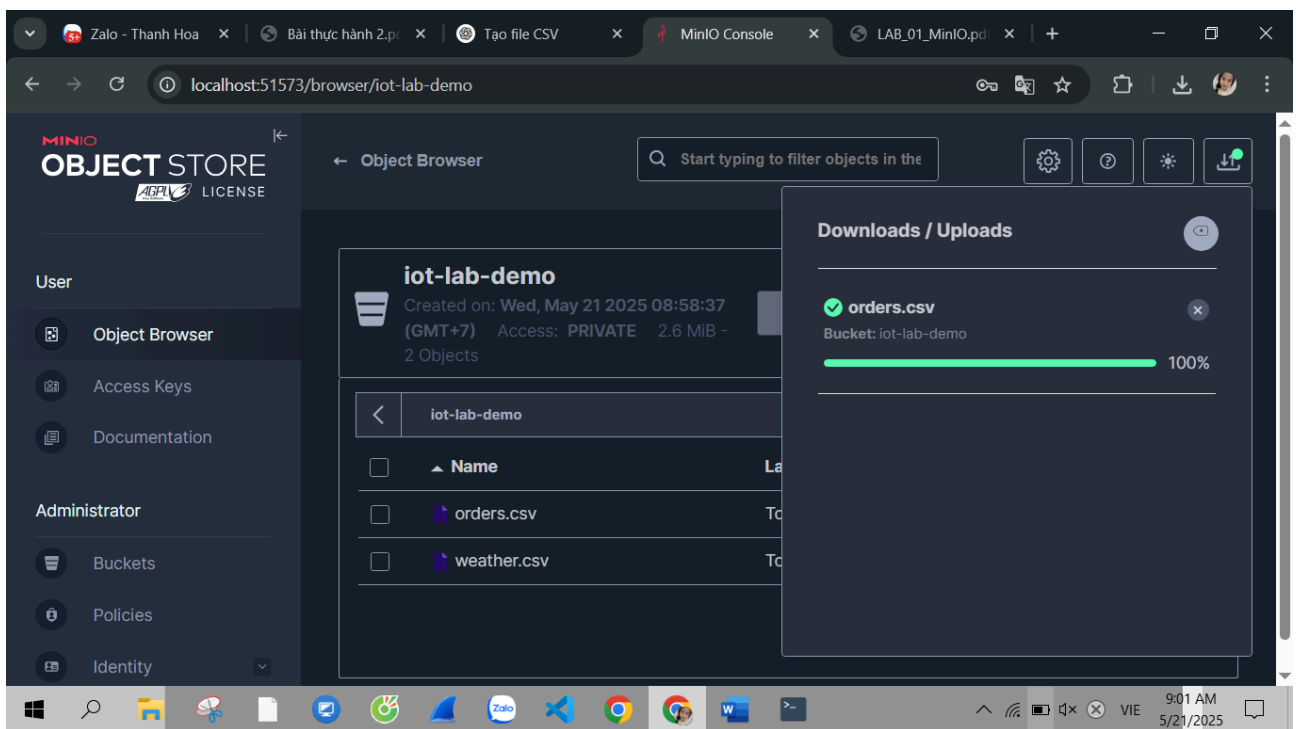 Zalo - Thanh Hoa
Bài thực hành 2.p
Tạo file CSV
MinIO Console
LAB_01_MinIO.pd
localhost:51573/browser/iot-lab-demo
MINIO
OBJECT STORE
AGPLV3 LICENSE
← Object Browser
Start typing to filter objects in the
Downloads / Uploads
orders.csv
Bucket: iot-lab-demo
100%
User
Object Browser
Access Keys
Documentation
Administrator
Buckets
Policies
Identity
iot-lab-demo
Created on: Wed, May 21 2025 08:58:37
(GMT+7) Access: PRIVATE 2.6 MiB -
2 Objects
iot-lab-demo
Name La
orders.csv To
weather.csv To
Zalo
VIE
9:01 AM
5/21/2025